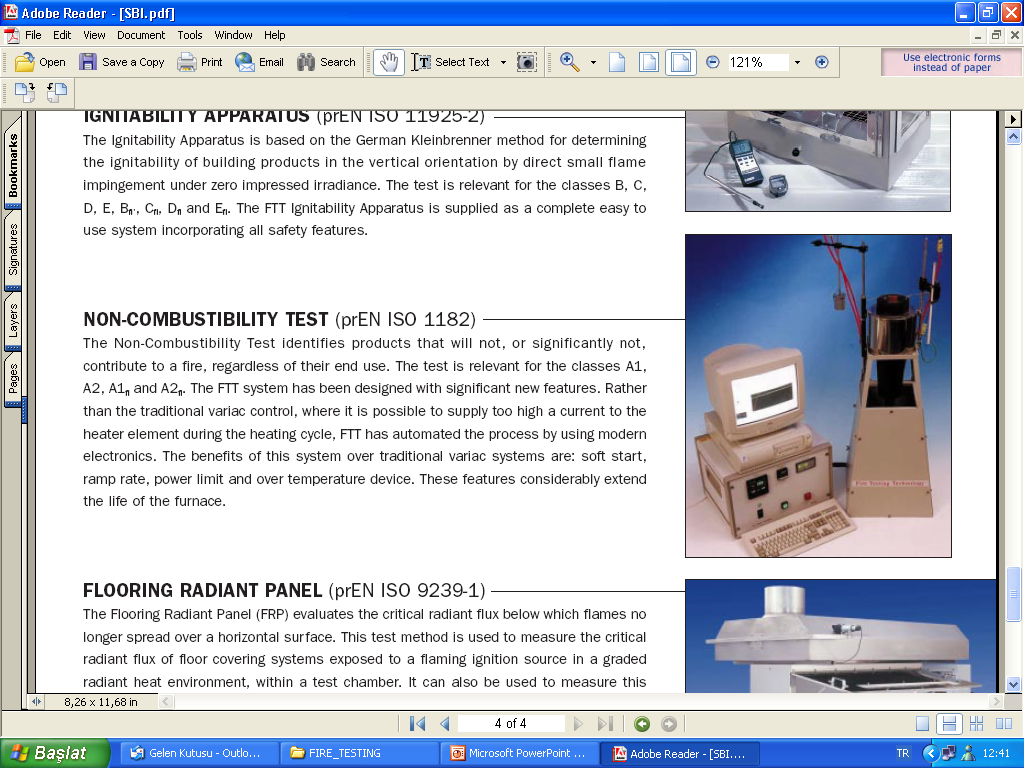 Adobe Reader - [SBI.pdf]
File Edit View Document Tools Window Help
Open Save a Copy Print Email Search Select Text 121% Use electronic forms
instead of paper
Bookmarks
Signatures
Layers
Pages
IGNITABILITY APPARATUS (prEN ISO 11925-2)
The Ignitability Apparatus is based on the German Kleinbrenner method for determining
the ignitability of building products in the vertical orientation by direct small flame
impingement under zero impressed irradiance. The test is relevant for the classes B, C,
D, E, Bfl', Cfl, Dfl and Efl. The FTT Ignitability Apparatus is supplied as a complete easy to
use system incorporating all safety features.
NON-COMBUSTIBILITY TEST (prEN ISO 1182)
The Non-Combustibility Test identifies products that will not, or significantly not,
contribute to a fire, regardless of their end use. The test is relevant for the classes A1,
A2, A1fl and A2fl. The FTT system has been designed with significant new features. Rather
than the traditional variac control, where it is possible to supply too high a current to the
heater element during the heating cycle, FTT has automated the process by using modern
electronics. The benefits of this system over traditional variac systems are: soft start,
ramp rate, power limit and over temperature device. These features considerably extend
the life of the furnace.
Fire Testing Technology
FLOORING RADIANT PANEL (prEN ISO 9239-1)
The Flooring Radiant Panel (FRP) evaluates the critical radiant flux below which flames no
longer spread over a horizontal surface. This test method is used to measure the critical
radiant flux of floor covering systems exposed to a flaming ignition source in a graded
radiant heat environment, within a test chamber. It can also be used to measure this
8,26 x 11,68 in
4 of 4
Başlat Gelen Kutusu - Outlo... FIRE_TESTING Microsoft PowerPoint ... Adobe Reader - [SBI.... TR 12:41